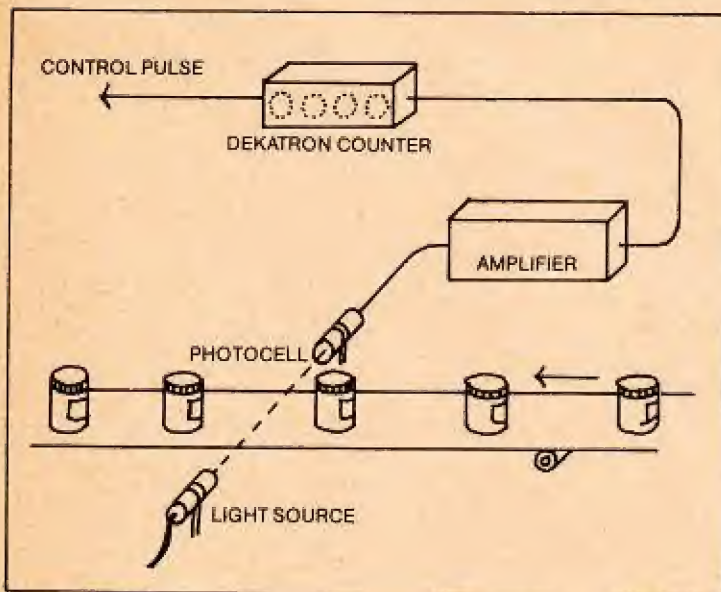 CONTROL PULSE
DEKATRON COUNTER
AMPLIFIER
PHOTOCELL
LIGHT SOURCE